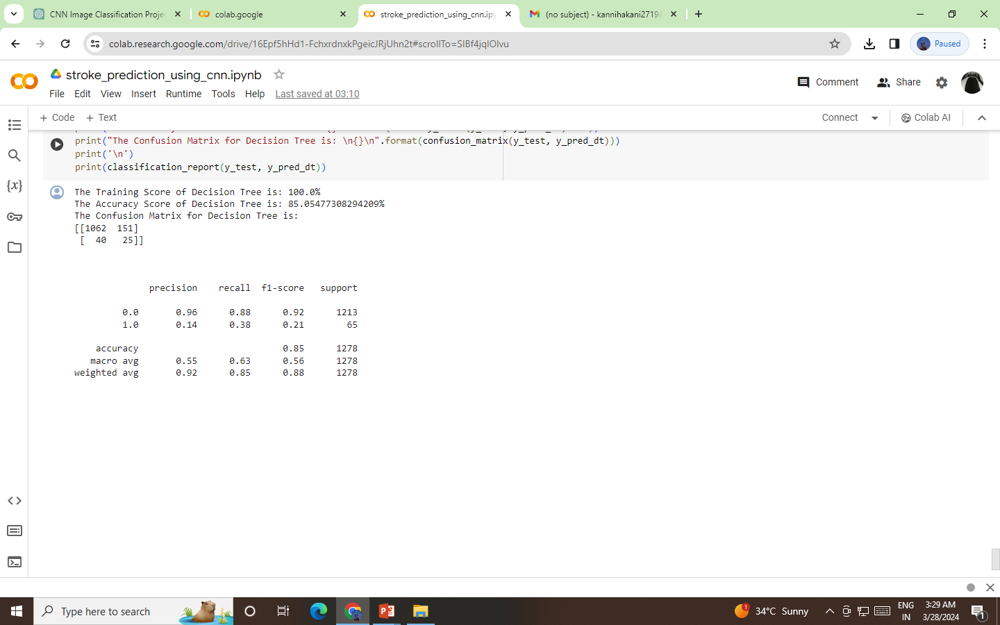 CNN Image Classification Projec
colab.google
stroke_prediction_using_cnn.ipy
(no subject) - kannihakani2719
colab.research.google.com/drive/16Epf5hHd1-FchxrdnxkPgeicJRjUhn2t#scrollTo=SIBf4jqIOlvu
Paused
stroke_prediction_using_cnn.ipynb
File Edit View Insert Runtime Tools Help Last saved at 03:10
Comment Share
+ Code + Text
Connect Colab AI
print("The Confusion Matrix for Decision Tree is: \n{}\n".format(confusion_matrix(y_test, y_pred_dt)))
print('\n')
print(classification_report(y_test, y_pred_dt))
The Training Score of Decision Tree is: 100.0%
The Accuracy Score of Decision Tree is: 85.05477308294209%
The Confusion Matrix for Decision Tree is:
[[1062 151]
[ 40 25]]
precision recall f1-score support
0.0 0.96 0.88 0.92 1213
1.0 0.14 0.38 0.21 65
accuracy 0.85 1278
macro avg 0.55 0.63 0.56 1278
weighted avg 0.92 0.85 0.88 1278
{x}
Type here to search
1
34°C Sunny
ENG
IN
3:29 AM
3/28/2024
1